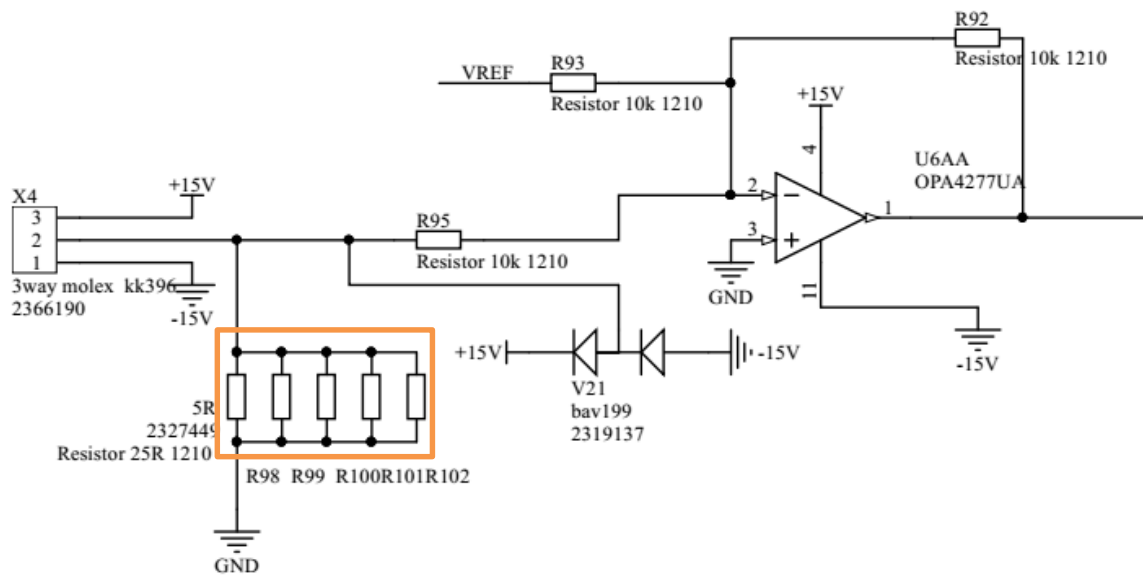 R92
Resistor 10k 1210
R93
VREF
Resistor 10k 1210
+15V
4
U6AA
OPA4277UA
X4
+15V
3
2
1
2
1
3
R95
Resistor 10k 1210
3way molex kk396
2366190
-15V
GND
11
+15V
-15V
-15V
V21
bav199
2319137
5R
2327449
Resistor 25R 1210
R98 R99 R100R101R102
GND